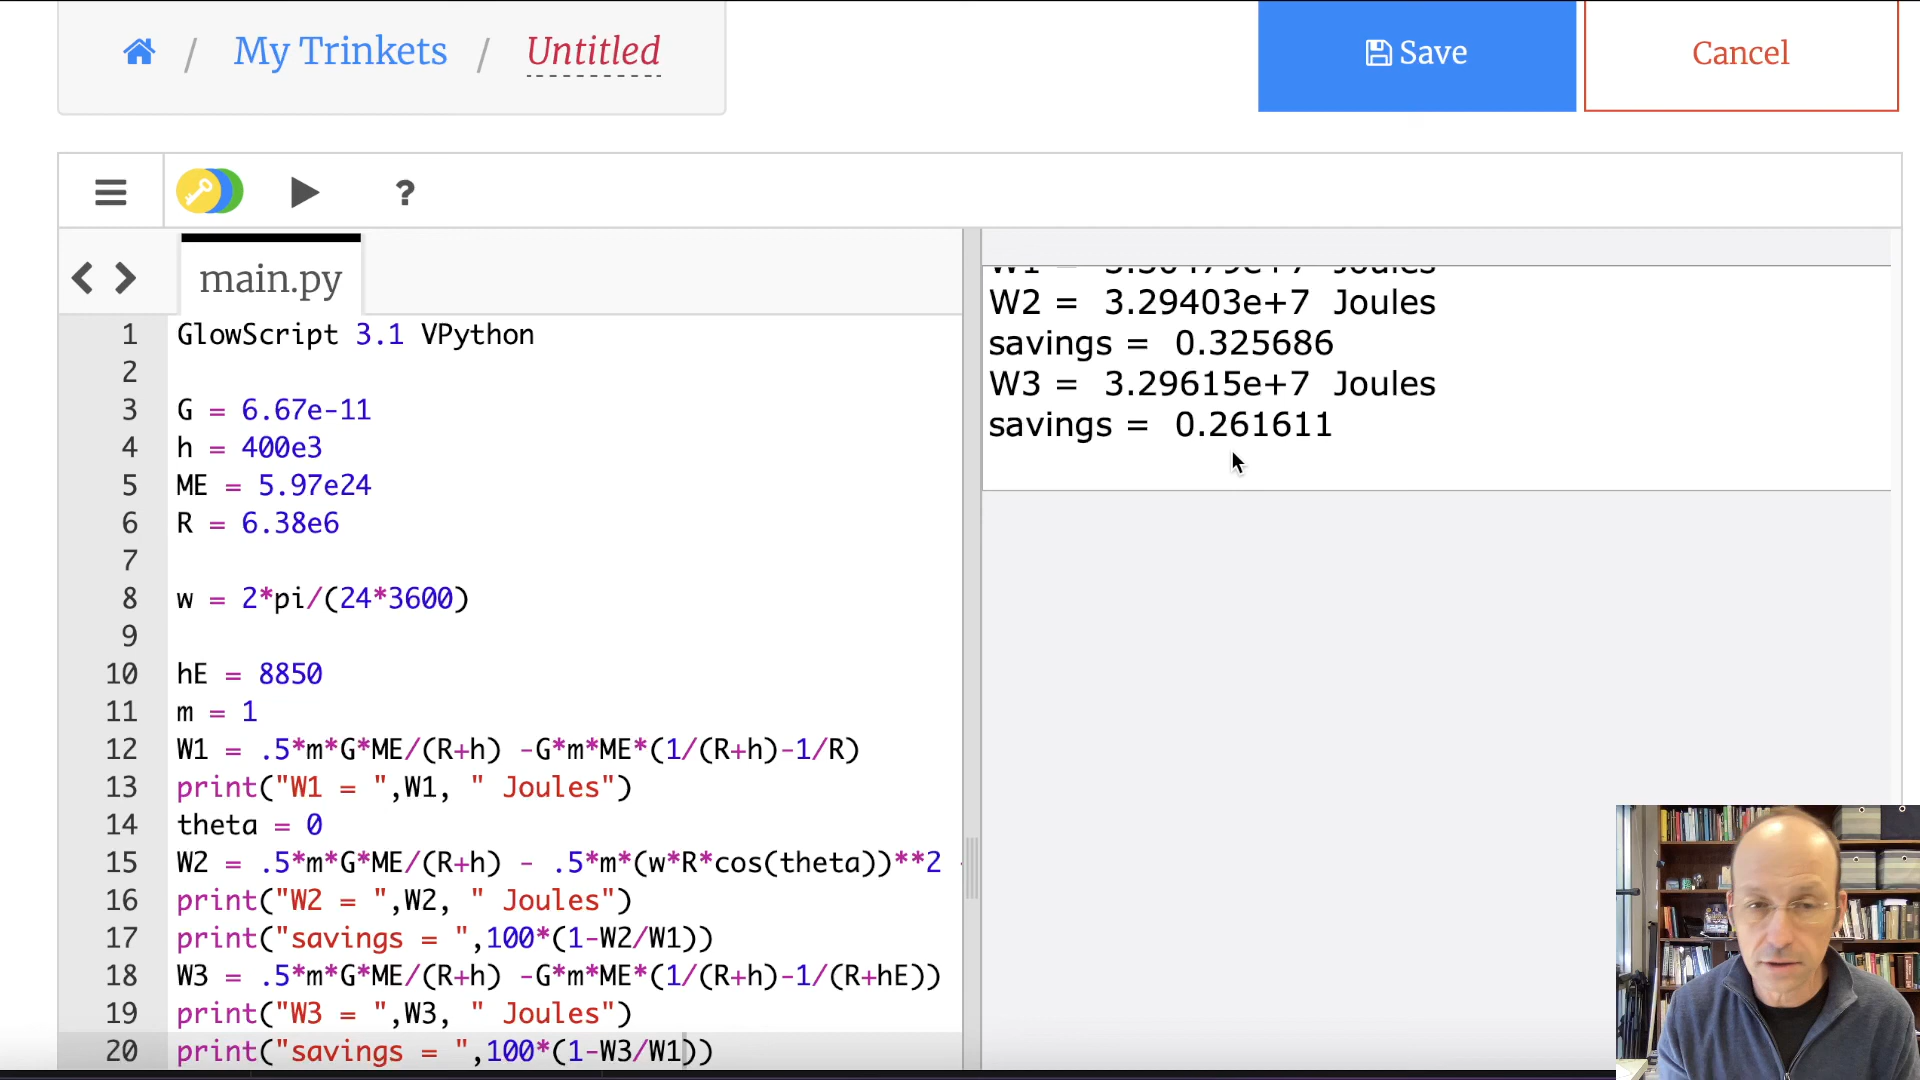 / My Trinkets / Untitled
Save
Cancel
?
main.py
1 GlowScript 3.1 VPython
2
3 G = 6.67e-11
4 h = 400e3
5 ME = 5.97e24
6 R = 6.38e6
7
8 w = 2*pi/(24*3600)
9
10 hE = 8850
11 m = 1
12 W1 = .5*m*G*ME/(R+h) -G*m*ME*(1/(R+h)-1/R)
13 print("W1 = ",W1, " Joules")
14 theta = 0
15 W2 = .5*m*G*ME/(R+h) - .5*m*(w*R*cos(theta))**2
16 print("W2 = ",W2, " Joules")
17 print("savings = ",100*(1-W2/W1))
18 W3 = .5*m*G*ME/(R+h) -G*m*ME*(1/(R+h)-1/(R+hE))
19 print("W3 = ",W3, " Joules")
20 print("savings = ",100*(1-W3/W1))
W1 = 3.30479e+7 Joules
W2 = 3.29403e+7 Joules
savings = 0.325686
W3 = 3.29615e+7 Joules
savings = 0.261611